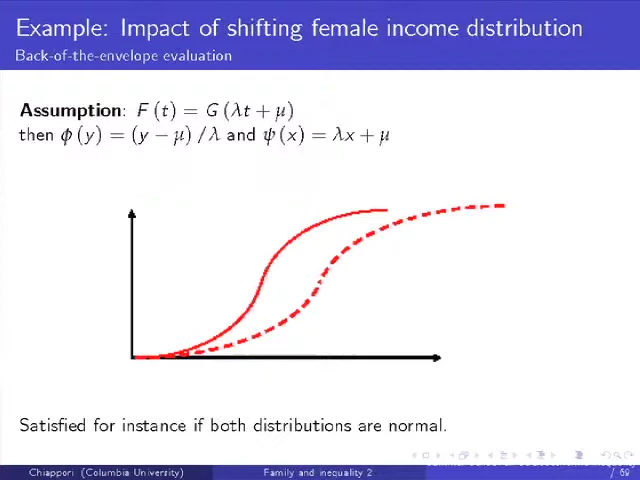 Example: Impact of shifting female income distribution
Back-of-the-envelope evaluation
Assumption: F (t) = G (λt + μ)
then ϕ (y) = (y − μ) /λ and ψ (x) = λx + μ
Satisfied for instance if both distributions are normal.
Chiappori (Columbia University) Family and inequality 2 / 69